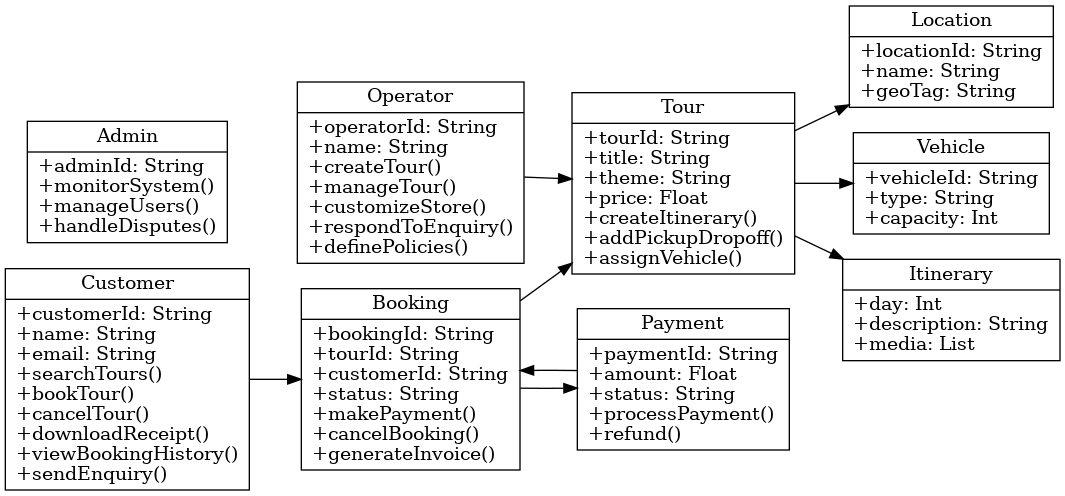 Admin
+adminId: String
+monitorSystem()
+manageUsers()
+handleDisputes()
Customer
+customerId: String
+name: String
+email: String
+searchTours()
+bookTour()
+cancelTour()
+downloadReceipt()
+viewBookingHistory()
+sendEnquiry()
Operator
+operatorId: String
+name: String
+createTour()
+manageTour()
+customizeStore()
+respondToEnquiry()
+definePolicies()
Booking
+bookingId: String
+tourId: String
+customerId: String
+status: String
+makePayment()
+cancelBooking()
+generateInvoice()
Tour
+tourId: String
+title: String
+theme: String
+price: Float
+createItinerary()
+addPickupDropoff()
+assignVehicle()
Payment
+paymentId: String
+amount: Float
+status: String
+processPayment()
+refund()
Location
+locationId: String
+name: String
+geoTag: String
Vehicle
+vehicleId: String
+type: String
+capacity: Int
Itinerary
+day: Int
+description: String
+media: List